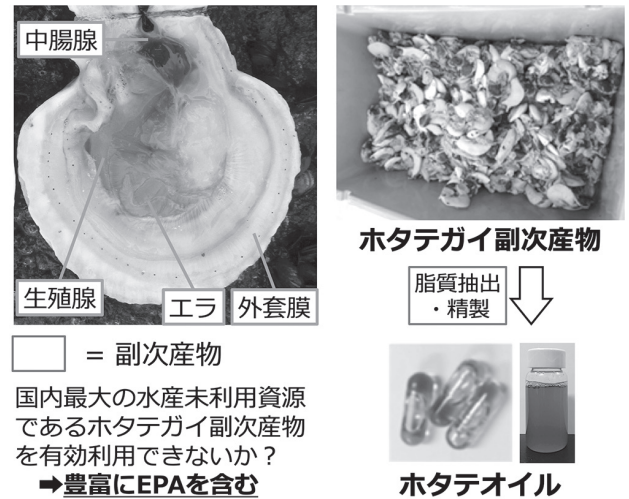 中腸腺
生殖腺
エラ
外套膜
= 副次産物
国内最大の水産未利用資源
であるホタテガイ副次産物
を有効利用できないか？
➡豊富にEPAを含む
ホタテガイ副次産物
脂質抽出
・精製
ホタテオイル